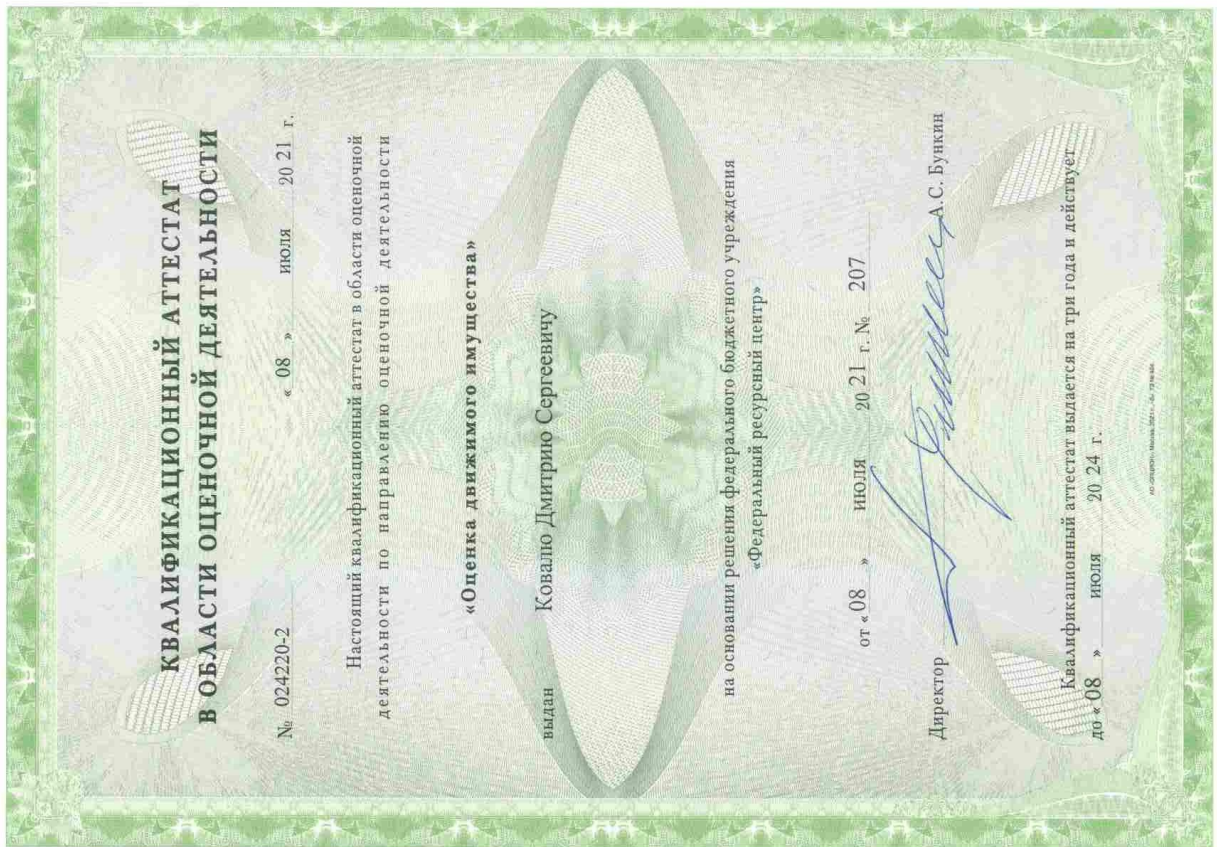 КВАЛИФИКАЦИОННЫЙ АТТЕСТАТ
В ОБЛАСТИ ОЦЕНОЧНОЙ ДЕЯТЕЛЬНОСТИ
№ 024220-2 « 08 » июля 20 21 г.
Настоящий квалификационный аттестат в области оценочной
деятельности по направлению оценочной деятельности
«Оценка движимого имущества»
выдан Ковалю Дмитрию Сергеевичу
на основании решения федерального бюджетного учреждения
«Федеральный ресурсный центр»
от « 08 » июля 20 21 г. № 207
Директор А.С. Бункин
Квалификационный аттестат выдается на три года и действует
до « 08 » июля 20 24 г.